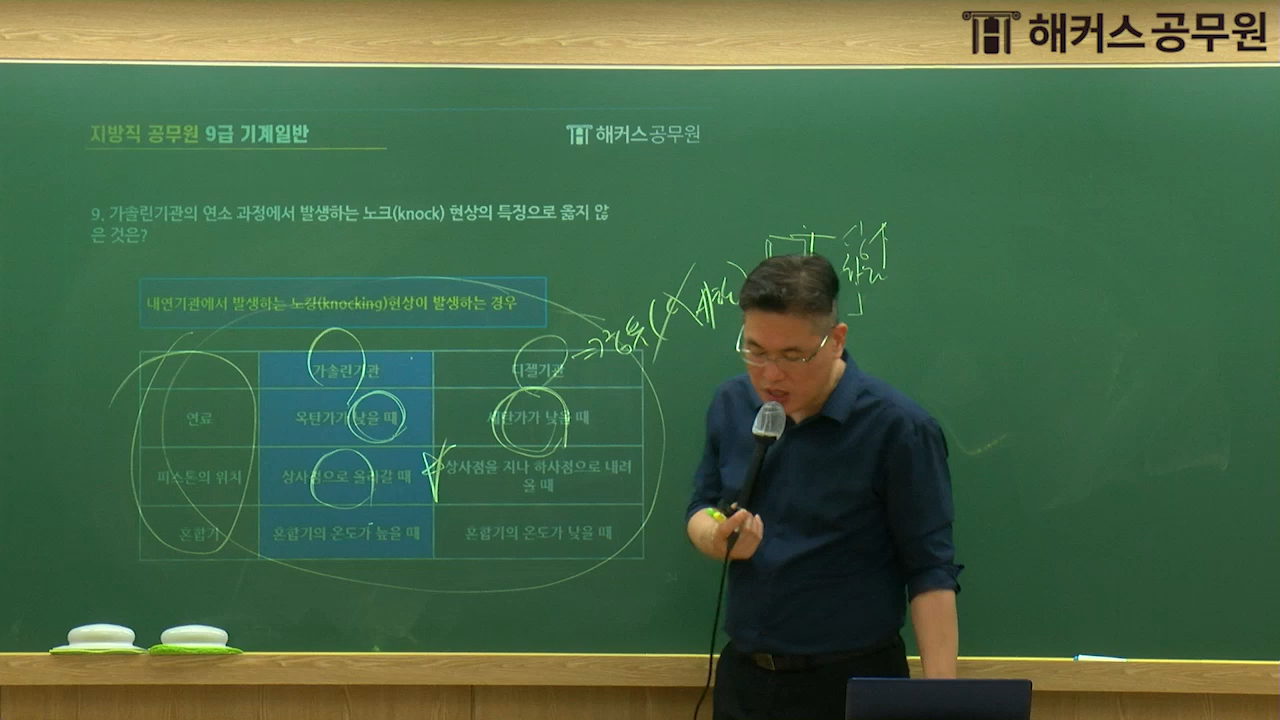 해커스공무원
지방직 공무원 9급 기계일반
해커스공무원
9. 가솔린기관의 연소 과정에서 발생하는 노크(knock) 현상의 특징으로 옳지 않
은 것은?
내연기관에서 발생하는 노킹(knocking)현상이 발생하는 경우
가솔린기관
디젤기관
연료
옥탄가가 낮을 때
세탄가가 낮을 때
피스톤의 위치
상사점으로 올라갈 때
상사점을 지나 하사점으로 내려
올 때
혼합기
혼합기의 온도가 높을 때
혼합기의 온도가 낮을 때